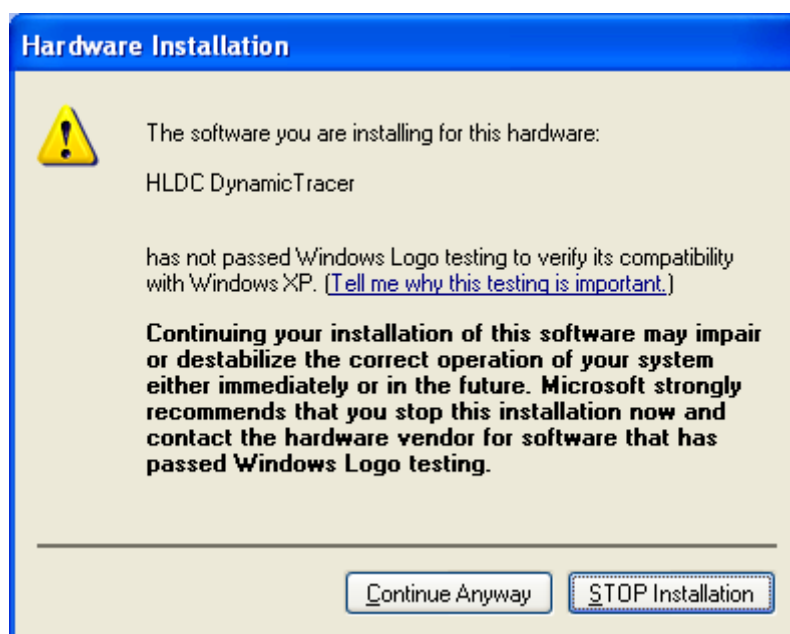 Hardware Installation
The software you are installing for this hardware:
HLDC DynamicTracer
has not passed Windows Logo testing to verify its compatibility
with Windows XP. (Tell me why this testing is important.)
Continuing your installation of this software may impair
or destabilize the correct operation of your system
either immediately or in the future. Microsoft strongly
recommends that you stop this installation now and
contact the hardware vendor for software that has
passed Windows Logo testing.
Continue Anyway
STOP Installation